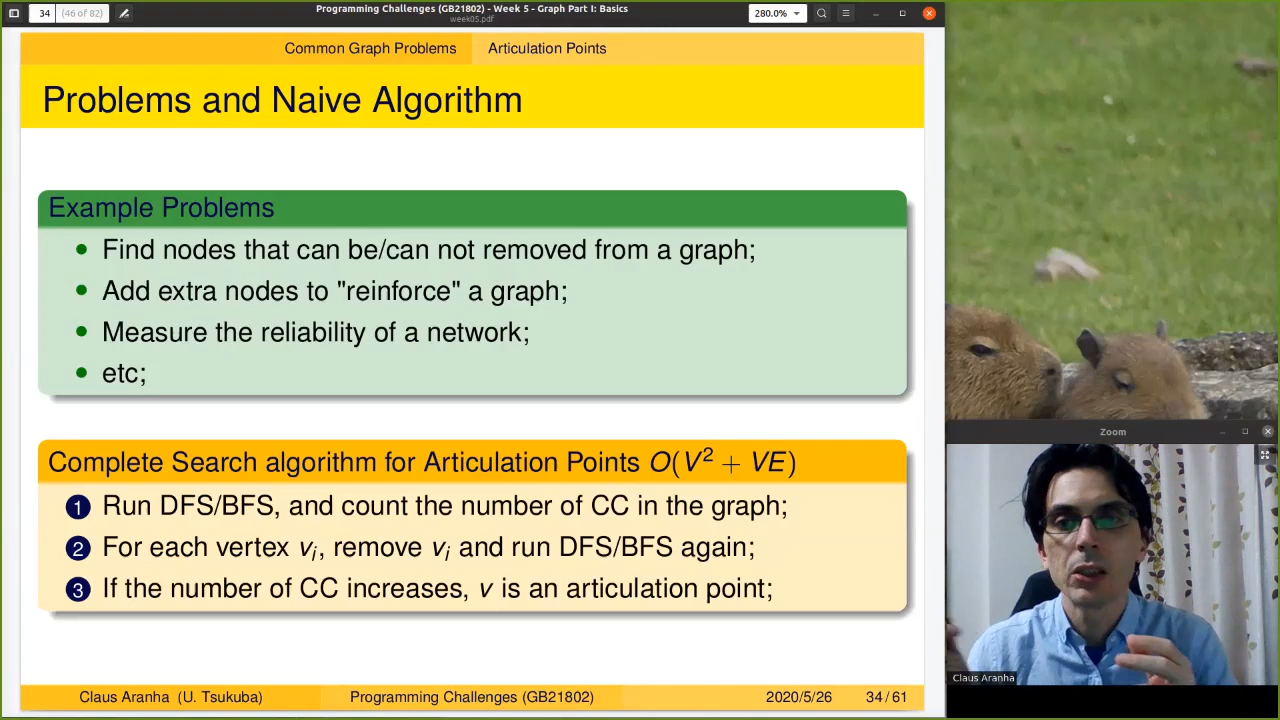 34 (46 of 82)
Programming Challenges (GB21802) - Week 5 - Graph Part I: Basics
week05.pdf
280.0%
Common Graph Problems Articulation Points
Problems and Naive Algorithm
Example Problems
• Find nodes that can be/can not removed from a graph;
• Add extra nodes to "reinforce" a graph;
• Measure the reliability of a network;
• etc;
Complete Search algorithm for Articulation Points O(V² + VE)
1 Run DFS/BFS, and count the number of CC in the graph;
2 For each vertex vᵢ, remove vᵢ and run DFS/BFS again;
3 If the number of CC increases, v is an articulation point;
Claus Aranha (U. Tsukuba) Programming Challenges (GB21802) 2020/5/26 34/61
Zoom
Claus Aranha